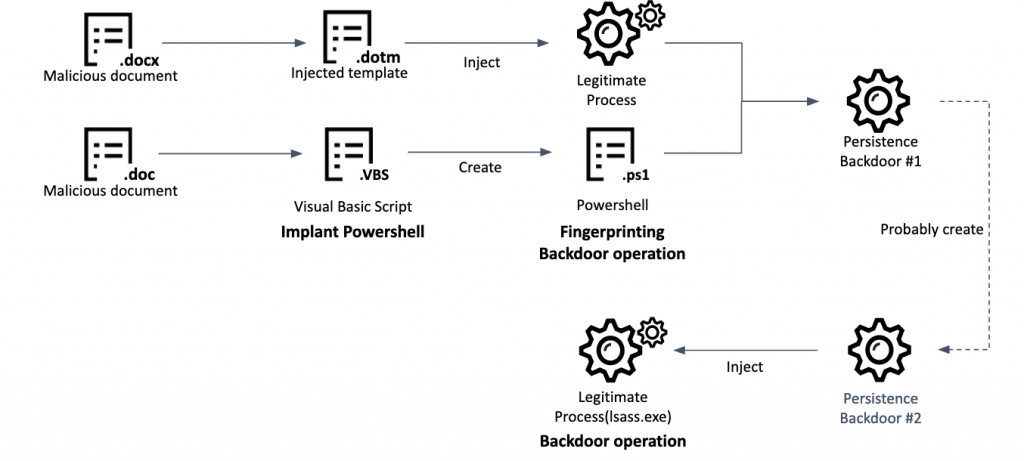 .docx
Malicious document
.dotm
Injected template
Inject
Legitimate
Process
.doc
Malicious document
.VBS
Visual Basic Script
Implant Powershell
Create
.ps1
Powershell
Fingerprinting
Backdoor operation
Persistence
Backdoor #1
Probably create
Persistence
Backdoor #2
Inject
Legitimate
Process(lsass.exe)
Backdoor operation